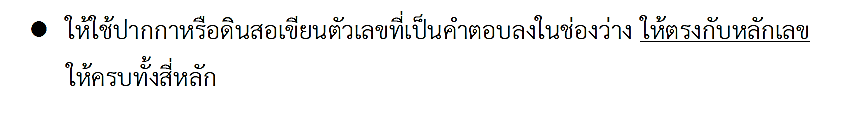 ● ให้ใช้ปากกาหรือดินสอเขียนตัวเลขที่เป็นคำตอบลงในช่องว่าง ให้ตรงกับหลักเลข
ให้ครบทั้งสี่หลัก